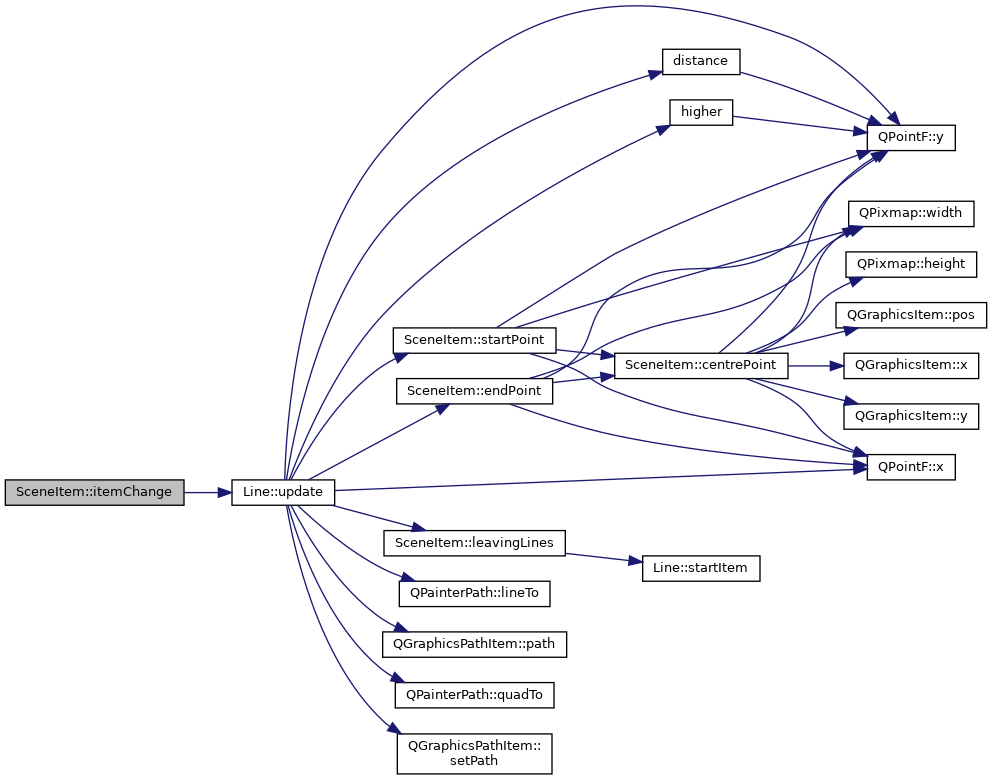 distance
higher
QPointF::y
QPixmap::width
QPixmap::height
QGraphicsItem::pos
SceneItem::startPoint
SceneItem::centrePoint
QGraphicsItem::x
SceneItem::endPoint
QGraphicsItem::y
QPointF::x
SceneItem::itemChange
Line::update
SceneItem::leavingLines
Line::startItem
QPainterPath::lineTo
QGraphicsPathItem::path
QPainterPath::quadTo
QGraphicsPathItem::
setPath